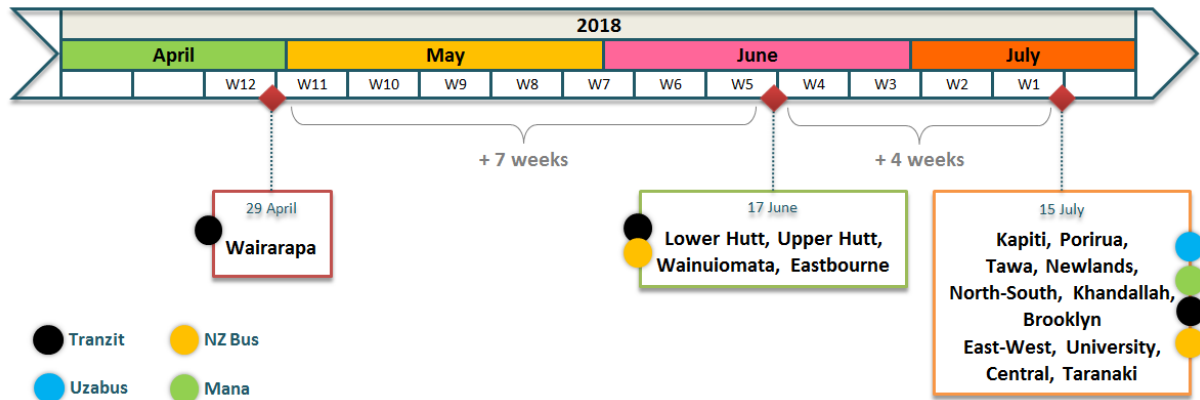 2018
April May June July
W12 W11 W10 W9 W8 W7 W6 W5 W4 W3 W2 W1
+ 7 weeks + 4 weeks
29 April
Wairarapa
17 June
Lower Hutt, Upper Hutt,
Wainuiomata, Eastbourne
15 July
Kapiti, Porirua,
Tawa, Newlands,
North-South, Khandallah,
Brooklyn
East-West, University,
Central, Taranaki
Tranzit NZ Bus
Uzabus Mana